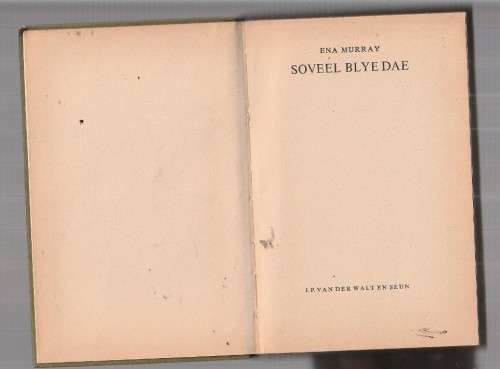 ENA MURRAY
SOVEEL BLYE DAE
J.P. VAN DER WALT EN SEUN